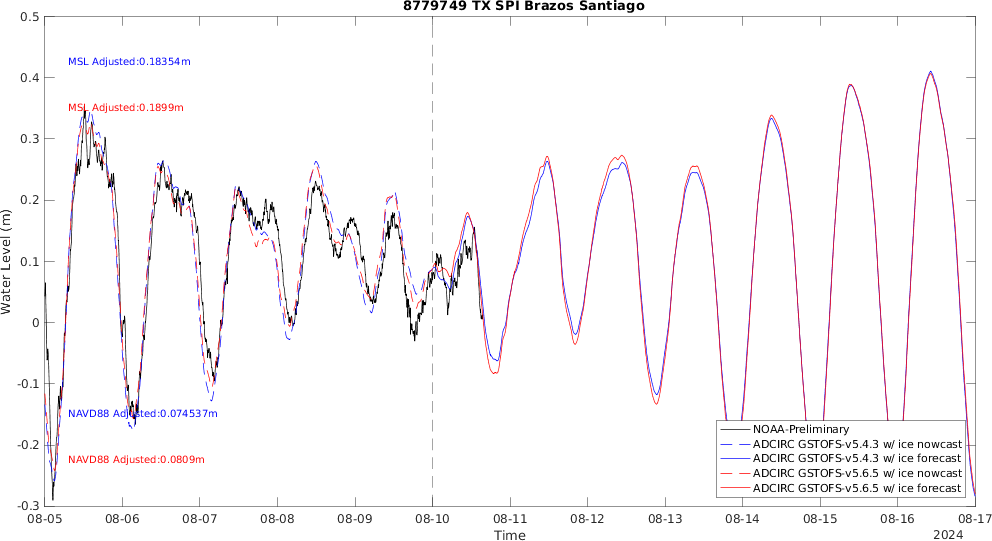 8779749 TX SPI Brazos Santiago
0.5
0.4
0.3
0.2
0.1
0
-0.1
-0.2
-0.3
Water Level (m)
MSL Adjusted:0.18354m
MSL Adjusted:0.1899m
NAVD88 Adjusted:0.074537m
NAVD88 Adjusted:0.0809m
NOAA-Preliminary
ADCIRC GSTOFS-v5.4.3 w/ ice nowcast
ADCIRC GSTOFS-v5.4.3 w/ ice forecast
ADCIRC GSTOFS-v5.6.5 w/ ice nowcast
ADCIRC GSTOFS-v5.6.5 w/ ice forecast
08-05 08-06 08-07 08-08 08-09 08-10 08-11 08-12 08-13 08-14 08-15 08-16 08-17
Time
2024